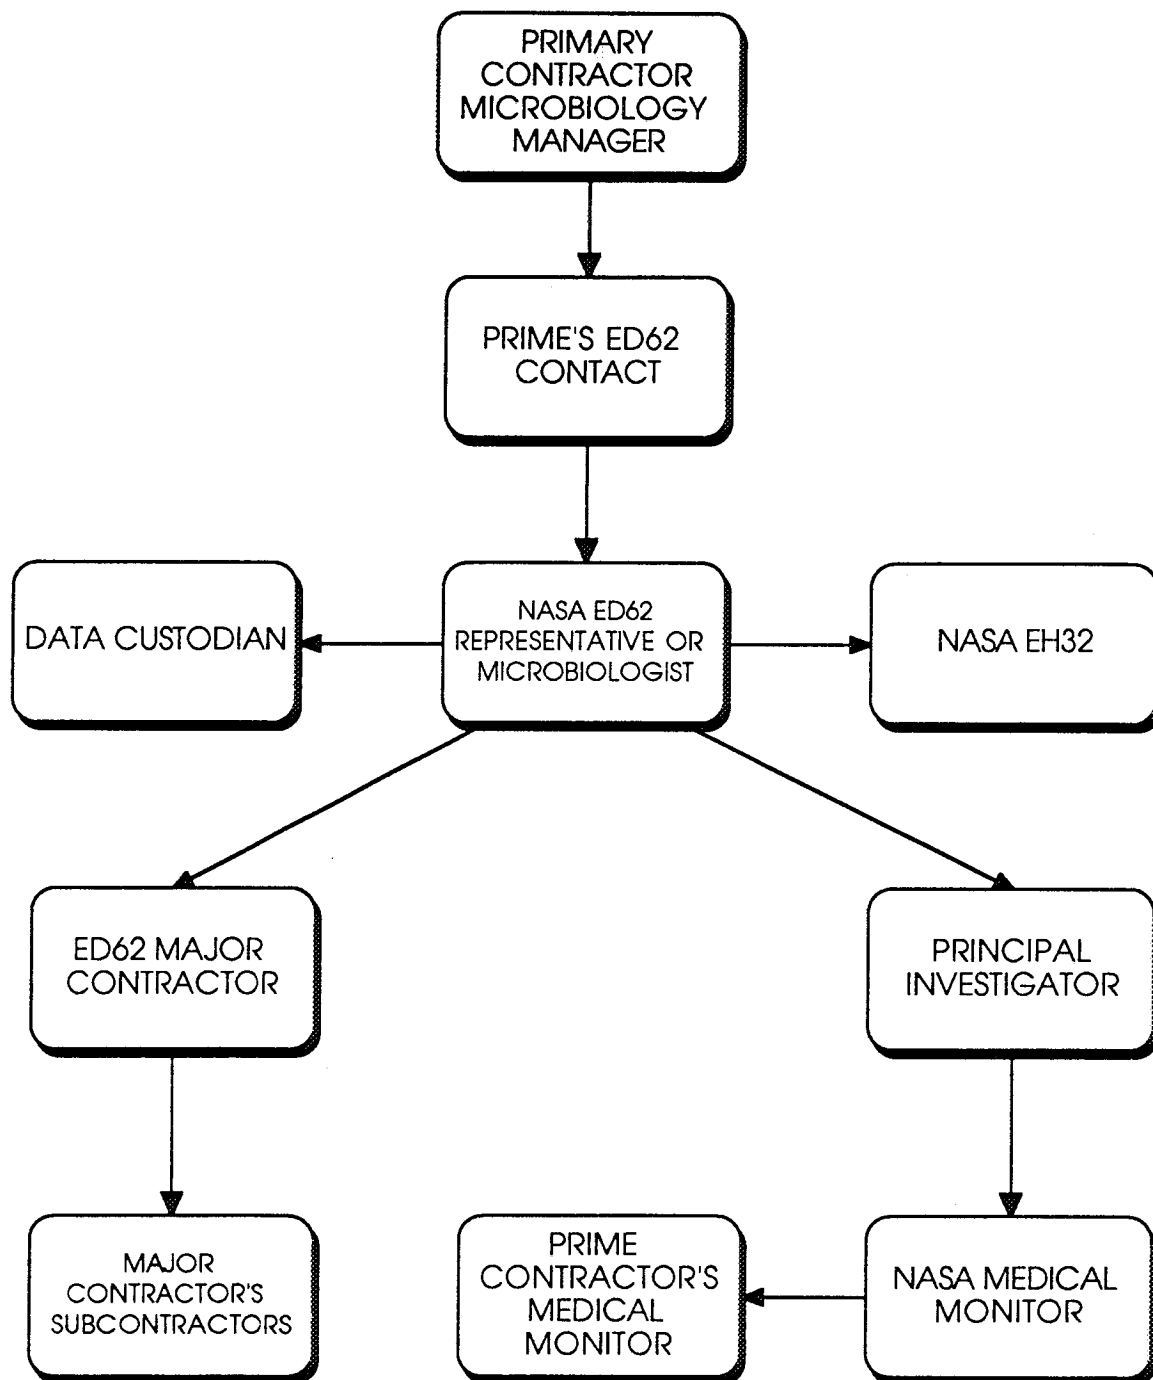 PRIMARY
CONTRACTOR
MICROBIOLOGY
MANAGER
PRIME'S ED62
CONTACT
DATA CUSTODIAN
NASA ED62
REPRESENTATIVE OR
MICROBIOLOGIST
NASA EH32
ED62 MAJOR
CONTRACTOR
PRINCIPAL
INVESTIGATOR
MAJOR
CONTRACTOR'S
SUBCONTRACTORS
PRIME
CONTRACTOR'S
MEDICAL
MONITOR
NASA MEDICAL
MONITOR